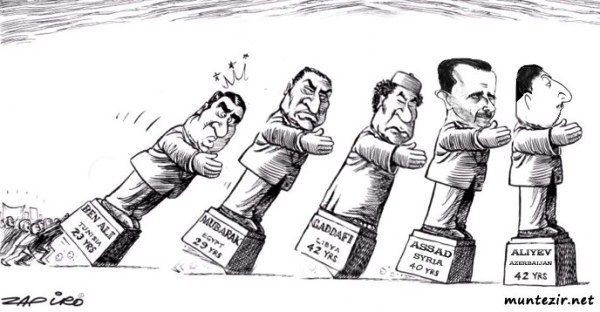 BEN ALI
TUNISIA
23 YRS
MUBARAK
EGYPT
29 YRS
GADDAFI
LIBYA
42 YRS
ASSAD
SYRIA
40 YRS
ALIYEV
AZERBAIJAN
42 YRS
ZAPIRO
muntezir.net